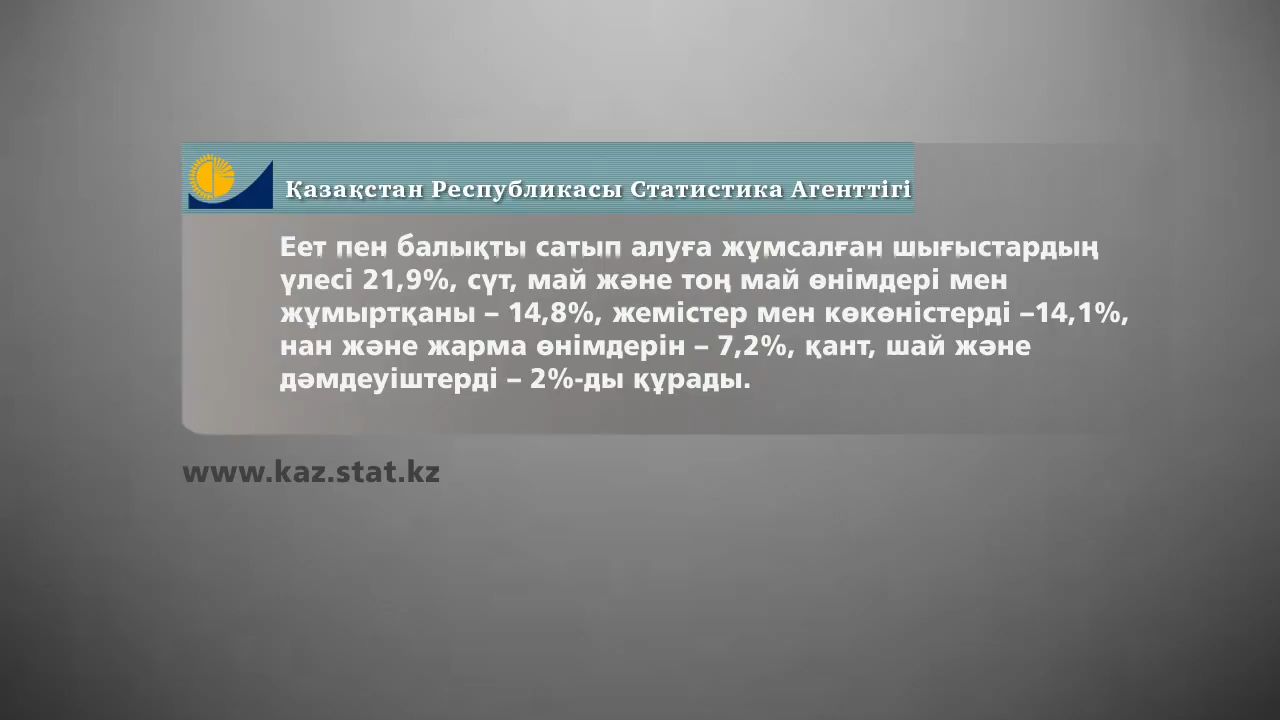 Қазақстан Республикасы Статистика Агенттігі
Еет пен балықты сатып алуға жұмсалған шығыстардың
үлесі 21,9%, сүт, май және тоң май өнімдері мен
жұмыртқаны – 14,8%, жемістер мен көкөністерді –14,1%,
нан және жарма өнімдерін – 7,2%, қант, шай және
дәмдеуіштерді – 2%-ды құрады.
www.kaz.stat.kz